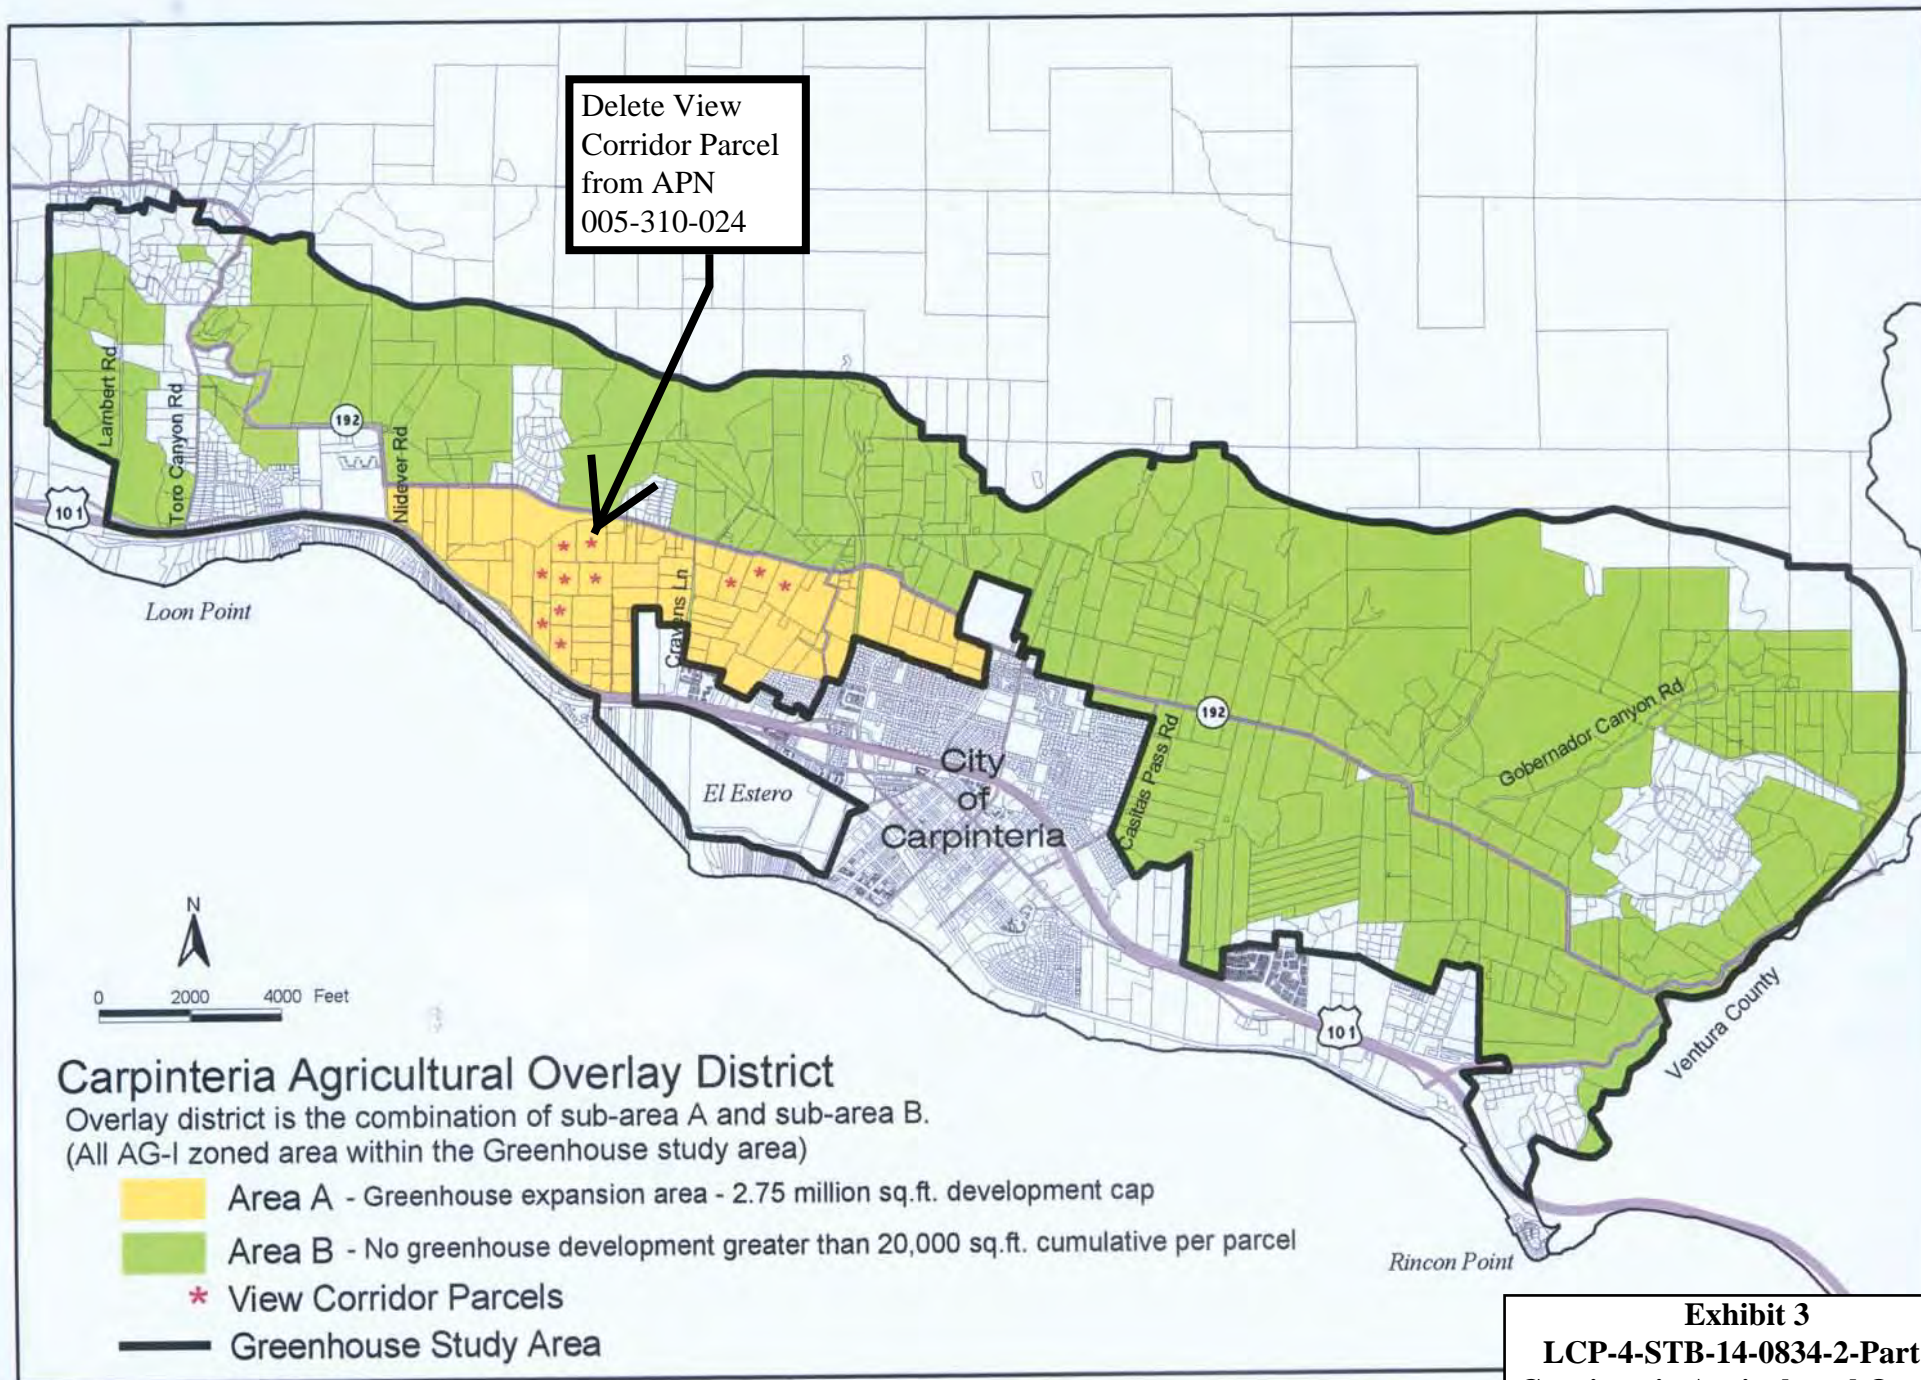 Delete View
Corridor Parcel
from APN
005-310-024
Lambert Rd
Toro Canyon Rd
192
Nidever Rd
101
Loon Point
Cravens Ln
El Estero
City
of
Carpinteria
Casitas Pass Rd
192
Gobernador Canyon Rd
101
Ventura County
Rincon Point
N
0 2000 4000 Feet
Carpinteria Agricultural Overlay District
Overlay district is the combination of sub-area A and sub-area B.
(All AG-I zoned area within the Greenhouse study area)
Area A - Greenhouse expansion area - 2.75 million sq.ft. development cap
Area B - No greenhouse development greater than 20,000 sq.ft. cumulative per parcel
* View Corridor Parcels
Greenhouse Study Area
Exhibit 3
LCP-4-STB-14-0834-2-Part